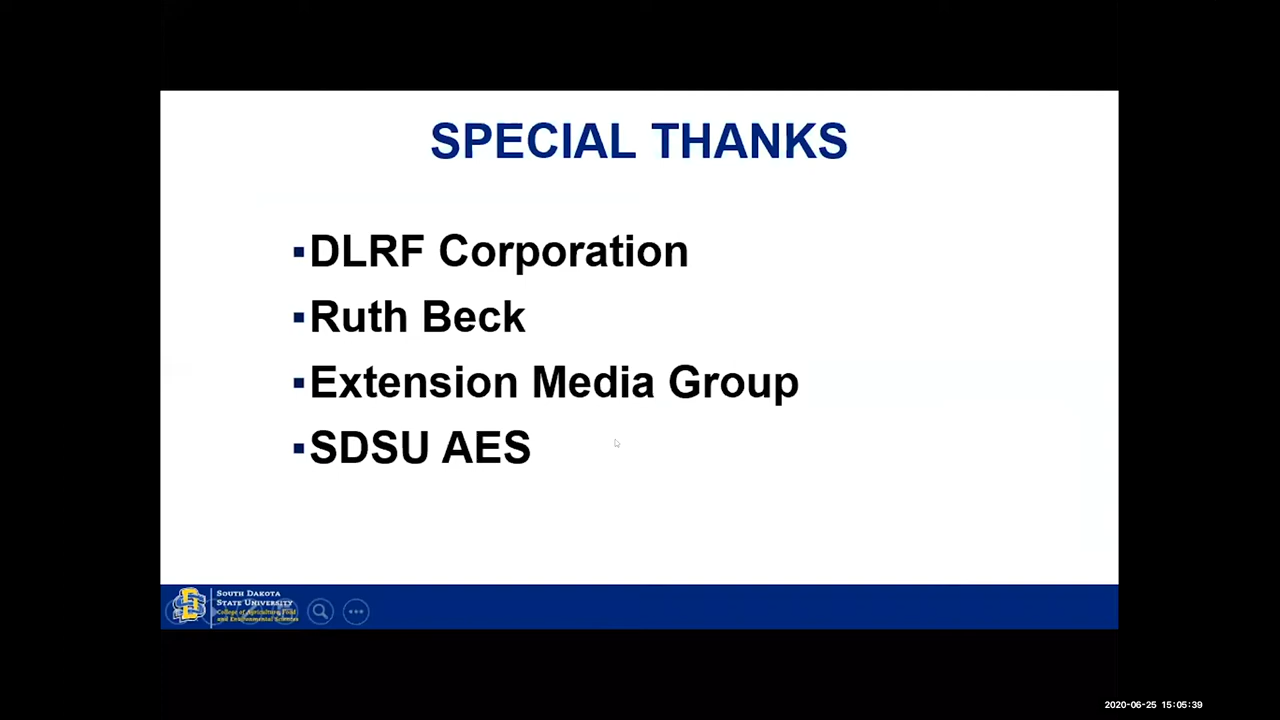 SPECIAL THANKS
▪DLRF Corporation
▪Ruth Beck
▪Extension Media Group
▪SDSU AES
SOUTH DAKOTA
STATE UNIVERSITY
College of Agriculture, Food
and Environmental Sciences
2020-06-25 15:05:39